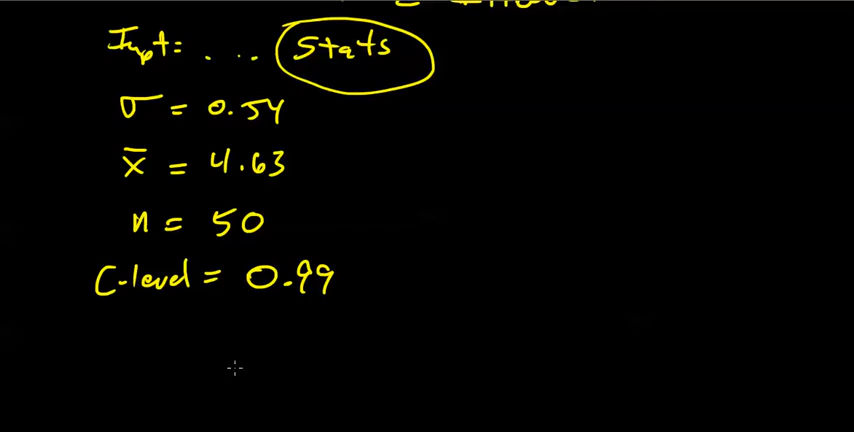 Inpt: . .. Stats
σ = 0.54
x̄ = 4.63
n = 50
C-level = 0.99